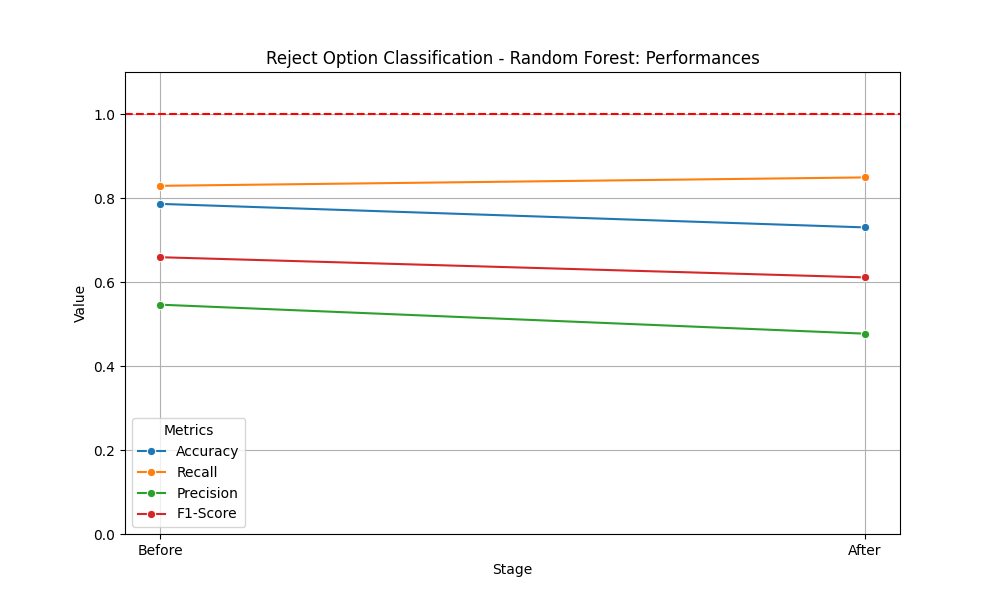 Reject Option Classification - Random Forest: Performances
Value
1.0
0.8
0.6
0.4
0.2
0.0
Metrics
Accuracy
Recall
Precision
F1-Score
Before
After
Stage